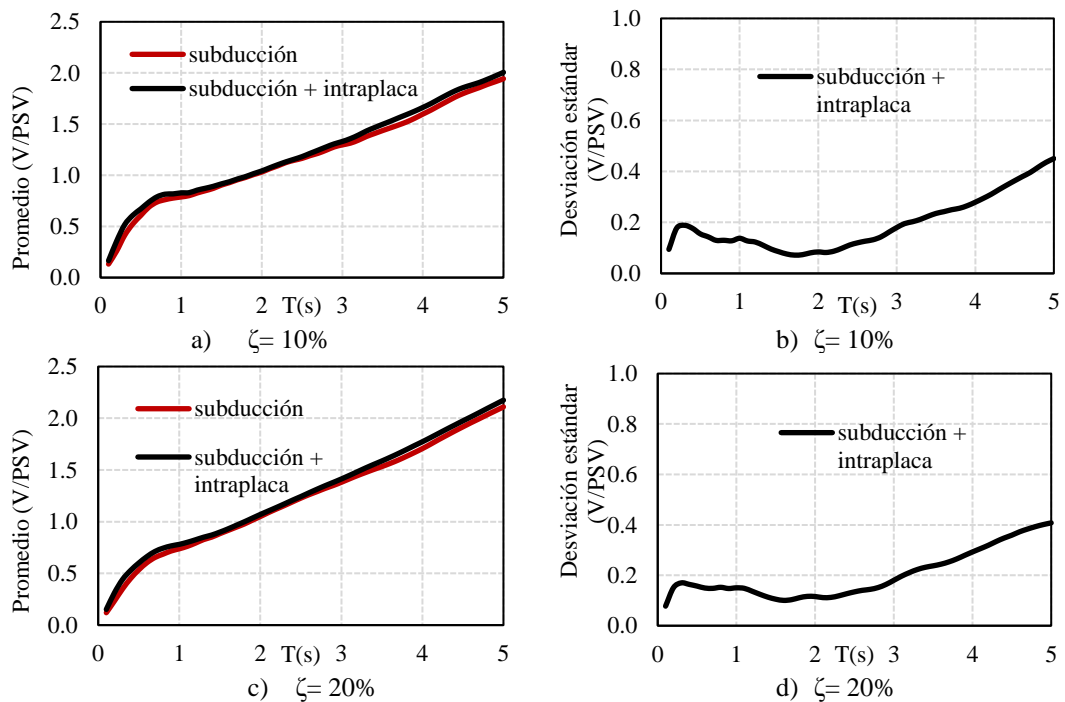 Promedio (V/PSV)
2.5
2.0
1.5
1.0
0.5
0.0
subducción
subducción + intraplaca
0 1 2 T(s) 3 4 5
a) ζ= 10%
Desviación estándar
(V/PSV)
1.0
0.8
0.6
0.4
0.2
0.0
subducción +
intraplaca
0 1 2 T(s) 3 4 5
b) ζ= 10%
Promedio (V/PSV)
2.5
2.0
1.5
1.0
0.5
0.0
subducción
subducción +
intraplaca
0 1 2 T(s) 3 4 5
c) ζ= 20%
Desviación estándar
(V/PSV)
1.0
0.8
0.6
0.4
0.2
0.0
subducción +
intraplaca
0 1 2 T(s) 3 4 5
d) ζ= 20%